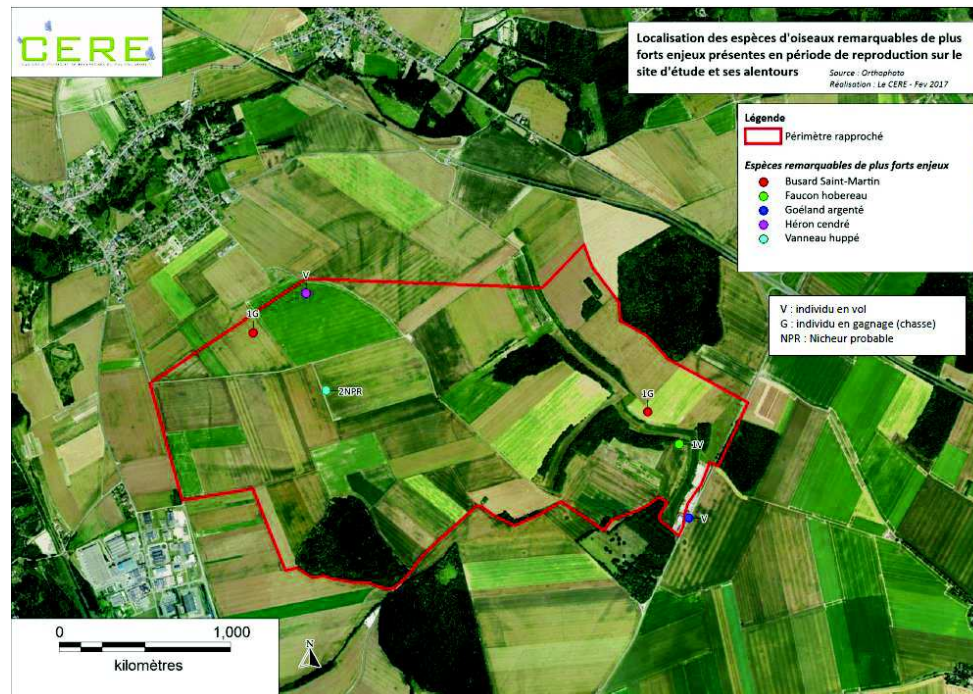 CERE
Localisation des espèces d'oiseaux remarquables de plus
forts enjeux présentes en période de reproduction sur le
site d'étude et ses alentours
Source : Orthophoto
Réalisation : Le CERE - Fev 2017
Légende
Périmètre rapproché
Espèces remarquables de plus forts enjeux
Busard Saint-Martin
Faucon hobereau
Goéland argenté
Héron cendré
Vanneau huppé
V : individu en vol
G : individu en gagnage (chasse)
NPR : Nicheur probable
V
1G
2NPR
1G
1V
V
0 1,000
kilomètres
N